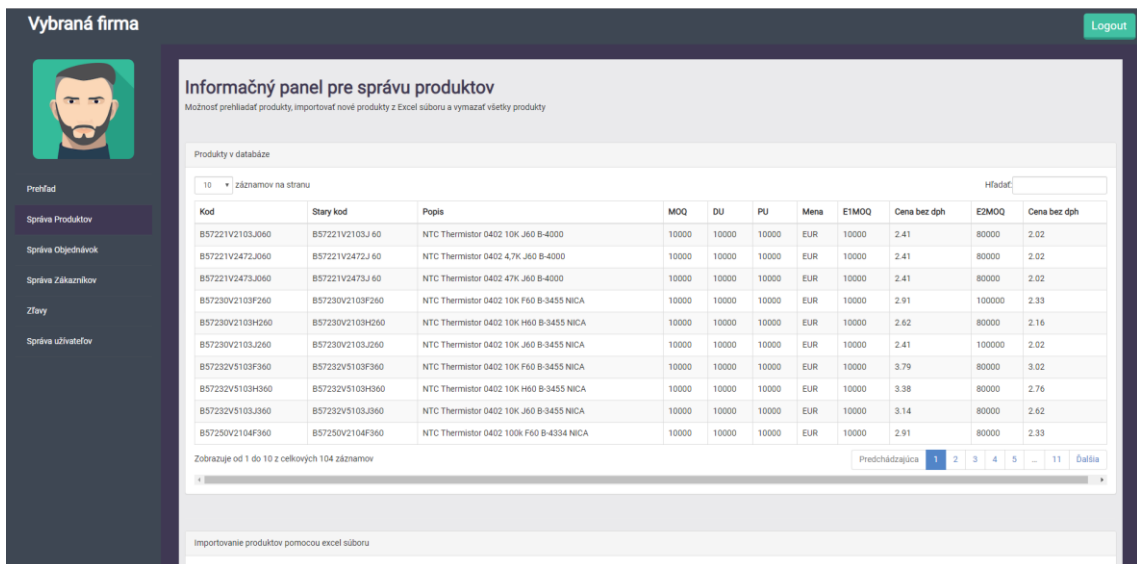 Vybraná firma
Logout
Informačný panel pre správu produktov
Možnosť prehliadať produkty, importovať nové produkty z Excel súboru a vymazať všetky produkty
Prehľad
Správa Produktov
Správa Objednávok
Správa Zákazníkov
Zľavy
Správa užívateľov
Produkty v databáze
10 záznamov na stranu
Hľadať:
Kod Stary kod Popis MOQ DU PU Mena E1MOQ Cena bez dph E2MOQ Cena bez dph
B57221V2103J060 B57221V2103J 60 NTC Thermistor 0402 10K J60 B-4000 10000 10000 10000 EUR 10000 2.41 80000 2.02
B57221V2472J060 B57221V2472J 60 NTC Thermistor 0402 4,7K J60 B-4000 10000 10000 10000 EUR 10000 2.41 80000 2.02
B57221V2473J060 B57221V2473J 60 NTC Thermistor 0402 47K J60 B-4000 10000 10000 10000 EUR 10000 2.41 80000 2.02
B57230V2103F260 B57230V2103F260 NTC Thermistor 0402 10K F60 B-3455 NICA 10000 10000 10000 EUR 10000 2.91 100000 2.33
B57230V2103H260 B57230V2103H260 NTC Thermistor 0402 10K H60 B-3455 NICA 10000 10000 10000 EUR 10000 2.62 80000 2.16
B57230V2103J260 B57230V2103J260 NTC Thermistor 0402 10K J60 B-3455 NICA 10000 10000 10000 EUR 10000 2.41 100000 2.02
B57232V5103F360 B57232V5103F360 NTC Thermistor 0402 10K F60 B-3455 NICA 10000 10000 10000 EUR 10000 3.79 80000 3.02
B57232V5103H360 B57232V5103H360 NTC Thermistor 0402 10K H60 B-3455 NICA 10000 10000 10000 EUR 10000 3.38 80000 2.76
B57232V5103J360 B57232V5103J360 NTC Thermistor 0402 10K J60 B-3455 NICA 10000 10000 10000 EUR 10000 3.14 80000 2.62
B57250V2104F360 B57250V2104F360 NTC Thermistor 0402 100k F60 B-4334 NICA 10000 10000 10000 EUR 10000 2.91 80000 2.33
Zobrazuje od 1 do 10 z celkových 104 záznamov
Predchádzajúca 1 2 3 4 5 ... 11 Ďalšia
Importovanie produktov pomocou excel súboru